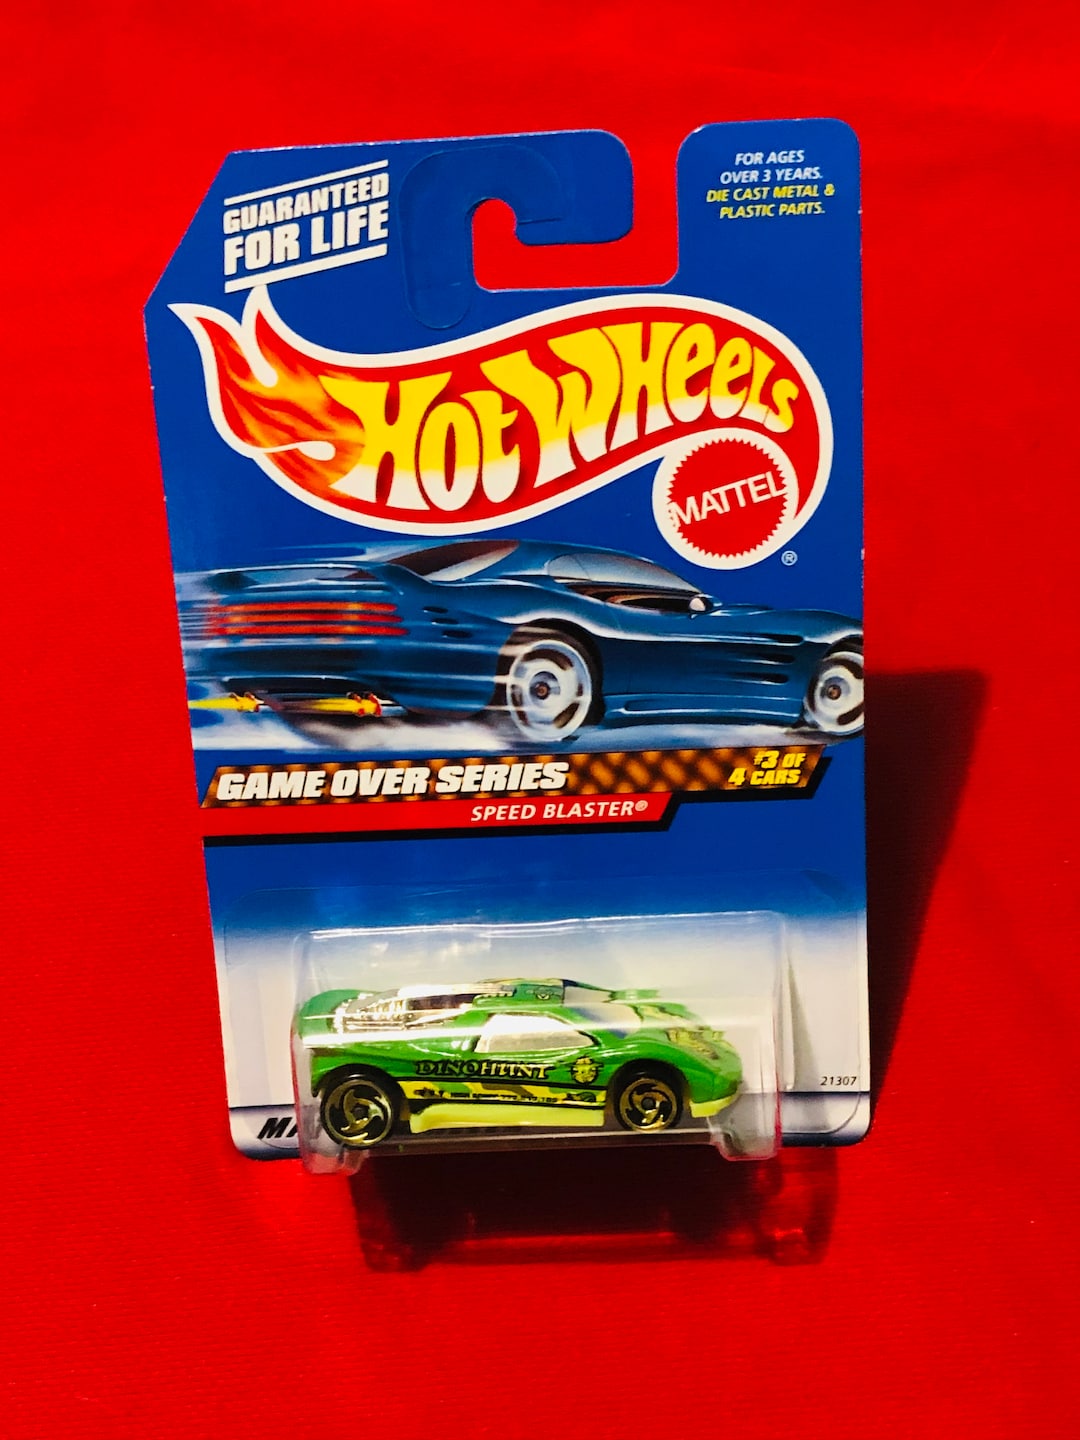 GUARANTEED
FOR LIFE
FOR AGES
OVER 3 YEARS.
DIE CAST METAL &
PLASTIC PARTS.
HOT WHEELS
MATTEL
®
GAME OVER SERIES
#3 OF
4 CARS
SPEED BLASTER®
DINOHUNT
21307
MA